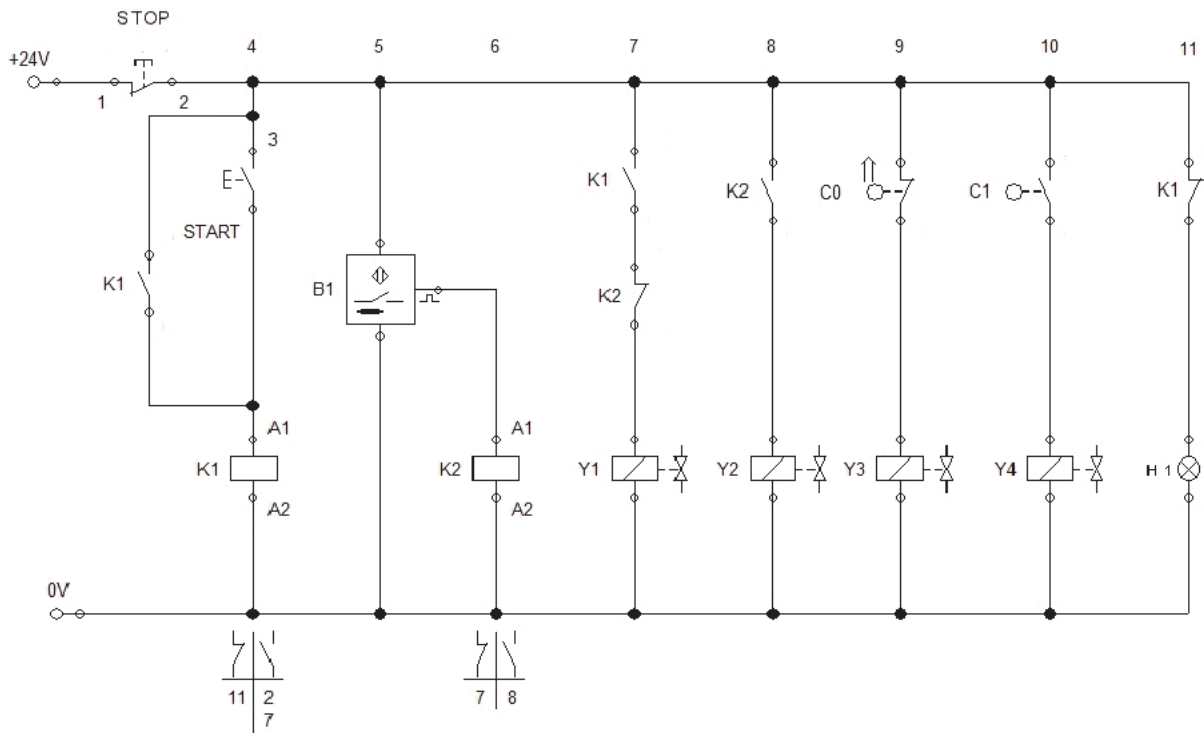 STOP
4 5 6 7 8 9 10 11
+24V
1 2
3
K1 K2 C0 C1 K1
START
K1 B1 K2
A1 A1
K1 K2 Y1 Y2 Y3 Y4 H1
A2 A2
0V
11 2 7 8
7